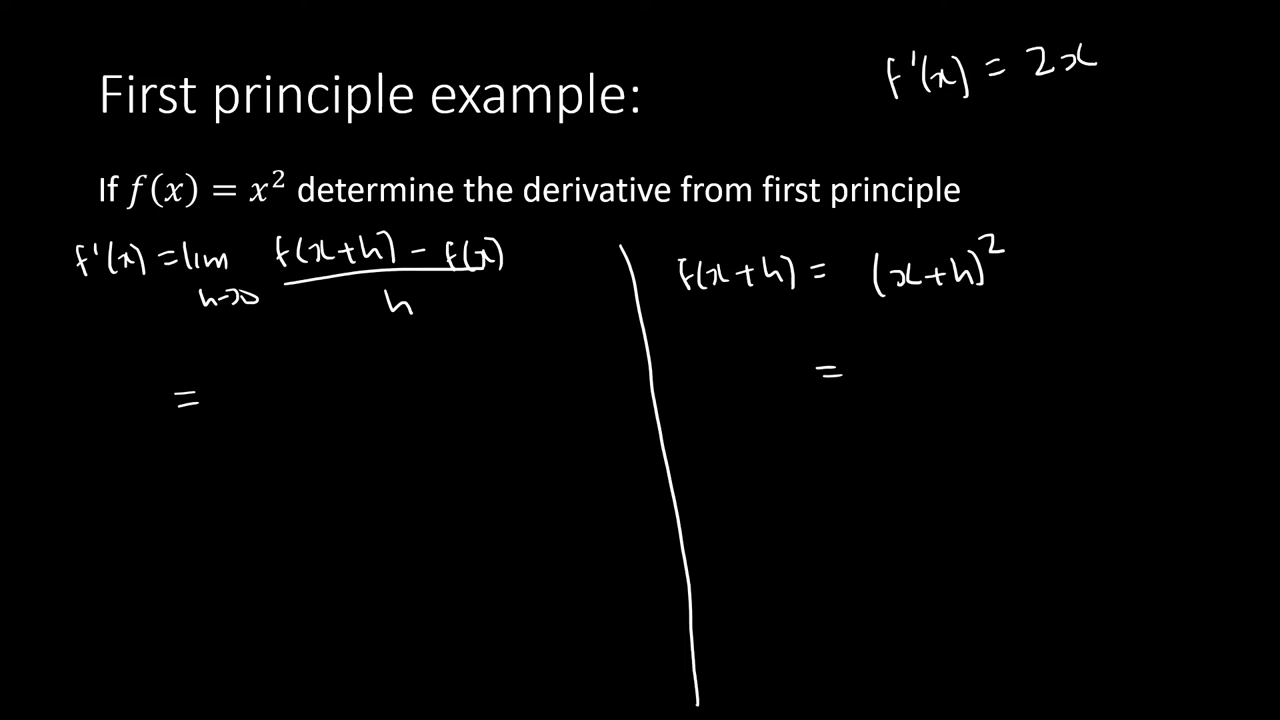 f'(x) = 2x
First principle example:
If f(x) = x² determine the derivative from first principle
f'(x) = lim h→0 f(x+h) - f(x) / h
=
f(x+h) = (x+h)²
=